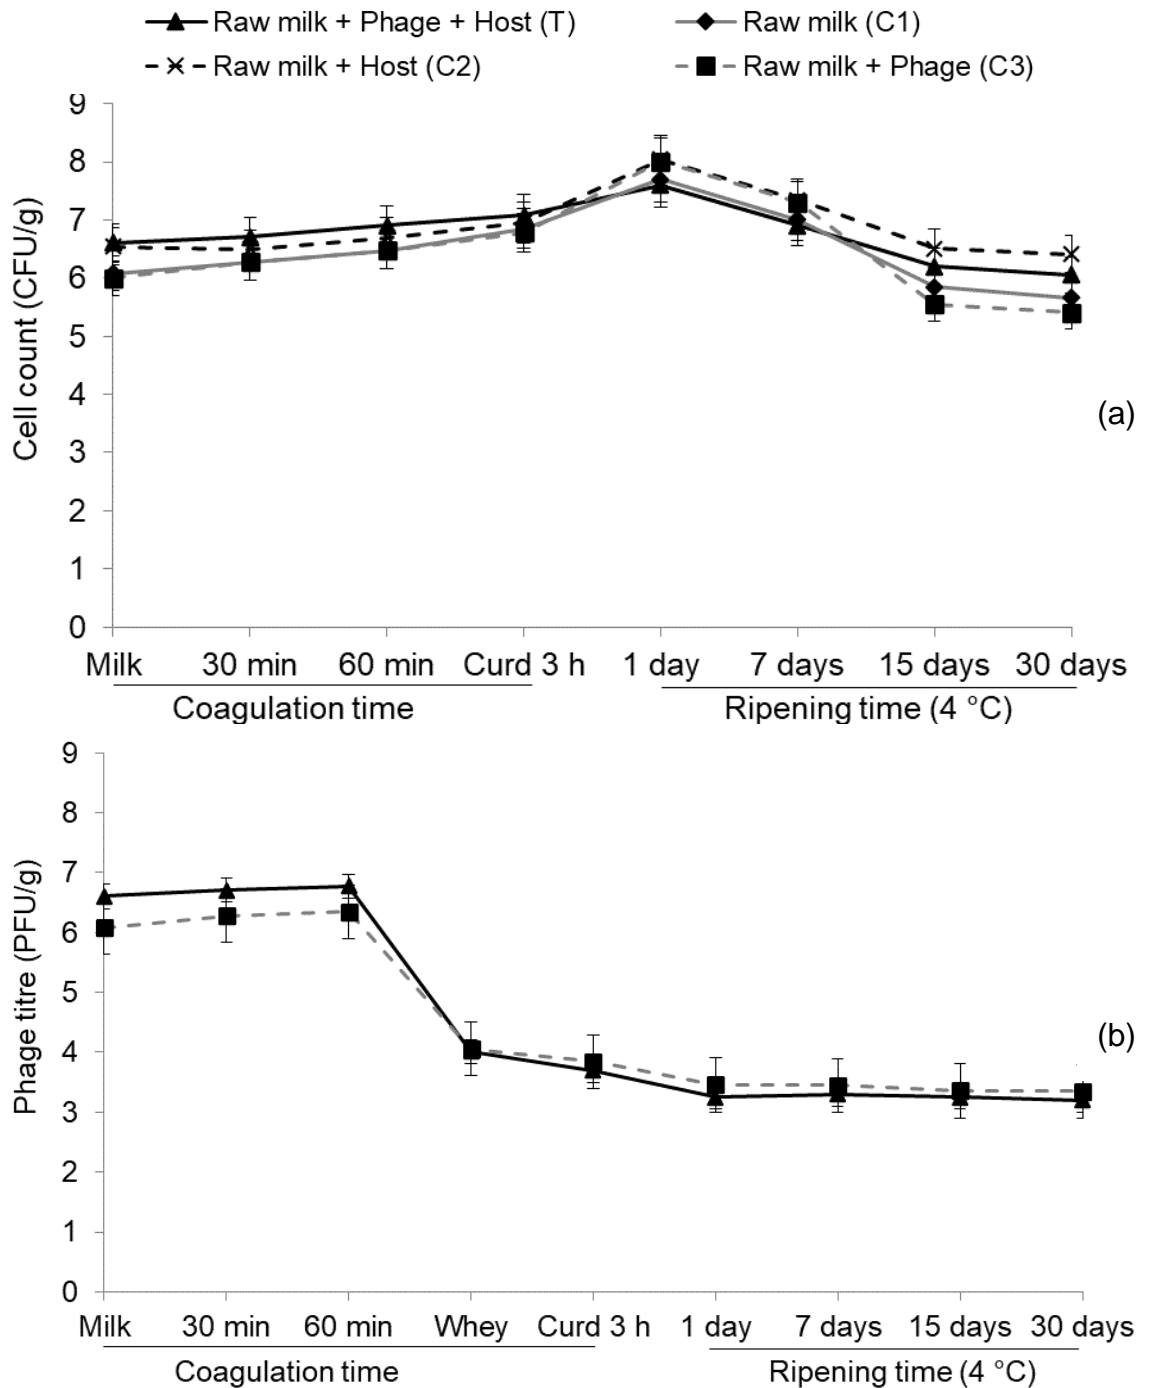 Raw milk + Phage + Host (T) Raw milk (C1)
Raw milk + Host (C2) Raw milk + Phage (C3)
Cell count (CFU/g)
9
8
7
6
5
4
3
2
1
0
Milk 30 min 60 min Curd 3 h 1 day 7 days 15 days 30 days
Coagulation time Ripening time (4 °C)
(a)
Phage titre (PFU/g)
9
8
7
6
5
4
3
2
1
0
Milk 30 min 60 min Whey Curd 3 h 1 day 7 days 15 days 30 days
Coagulation time Ripening time (4 °C)
(b)